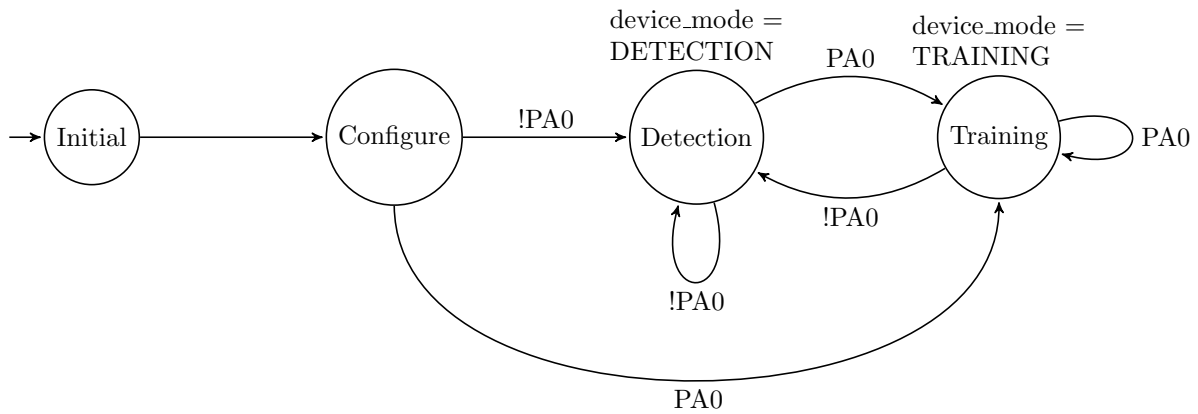 device_mode =
DETECTION
device_mode =
TRAINING
PA0
Initial
Configure
!PA0
Detection
Training
PA0
!PA0
!PA0
PA0